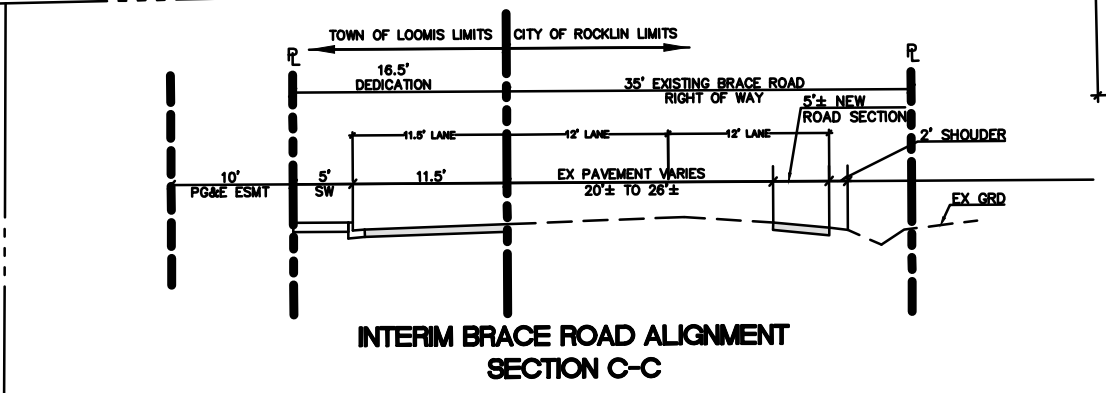 TOWN OF LOOMIS LIMITS
CITY OF ROCKLIN LIMITS
PL
PL
16.5'
DEDICATION
35' EXISTING BRACE ROAD
RIGHT OF WAY
5'± NEW
ROAD SECTION
11.5' LANE
12' LANE
12' LANE
2' SHOUDER
10'
PG&E ESMT
5'
SW
11.5'
EX PAVEMENT VARIES
20'± TO 26'±
EX GRD
INTERIM BRACE ROAD ALIGNMENT
SECTION C-C